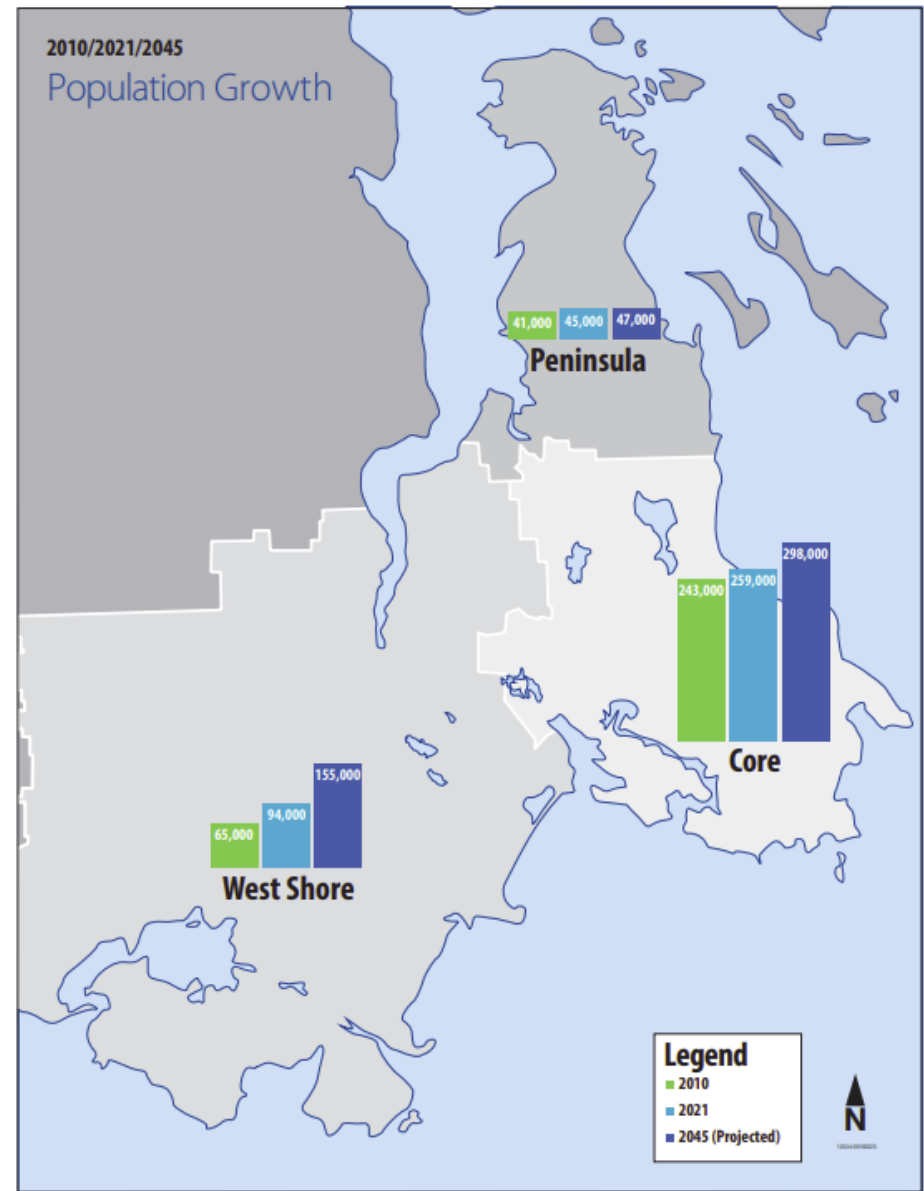 2010/2021/2045
Population Growth
41,000 45,000 47,000
Peninsula
243,000 259,000 298,000
Core
65,000 94,000 155,000
West Shore
Legend
2010
2021
2045 (Projected)
N